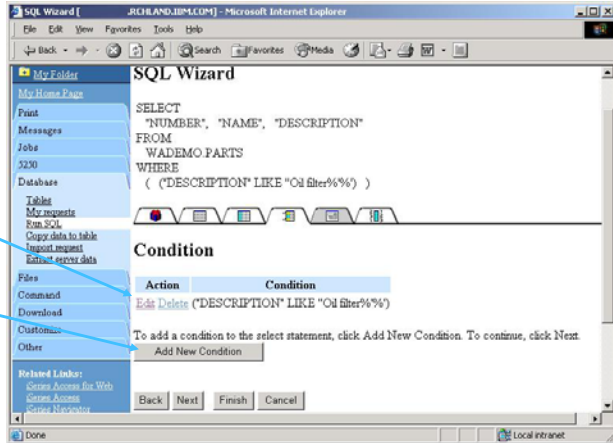 SQL Wizard [ .RCHLAND.IBM.COM] - Microsoft Internet Explorer
File Edit View Favorites Tools Help
Back Search Favorites Media
My Folder
My Home Page
Print
Messages
Jobs
5250
Database
Tables
My requests
Run SQL
Copy data to table
Import request
Extract server data
Files
Command
Download
Customize
Other
Related Links:
iSeries Access for Web
iSeries Access
iSeries Navigator
SQL Wizard
SELECT
"NUMBER", "NAME", "DESCRIPTION"
FROM
WADEMO.PARTS
WHERE
( ("DESCRIPTION" LIKE "Oil filter%'%') )
Condition
Action Condition
Edit Delete ("DESCRIPTION" LIKE "Oil filter%'%')
To add a condition to the select statement, click Add New Condition. To continue, click Next.
Add New Condition
Back Next Finish Cancel
Done Local intranet